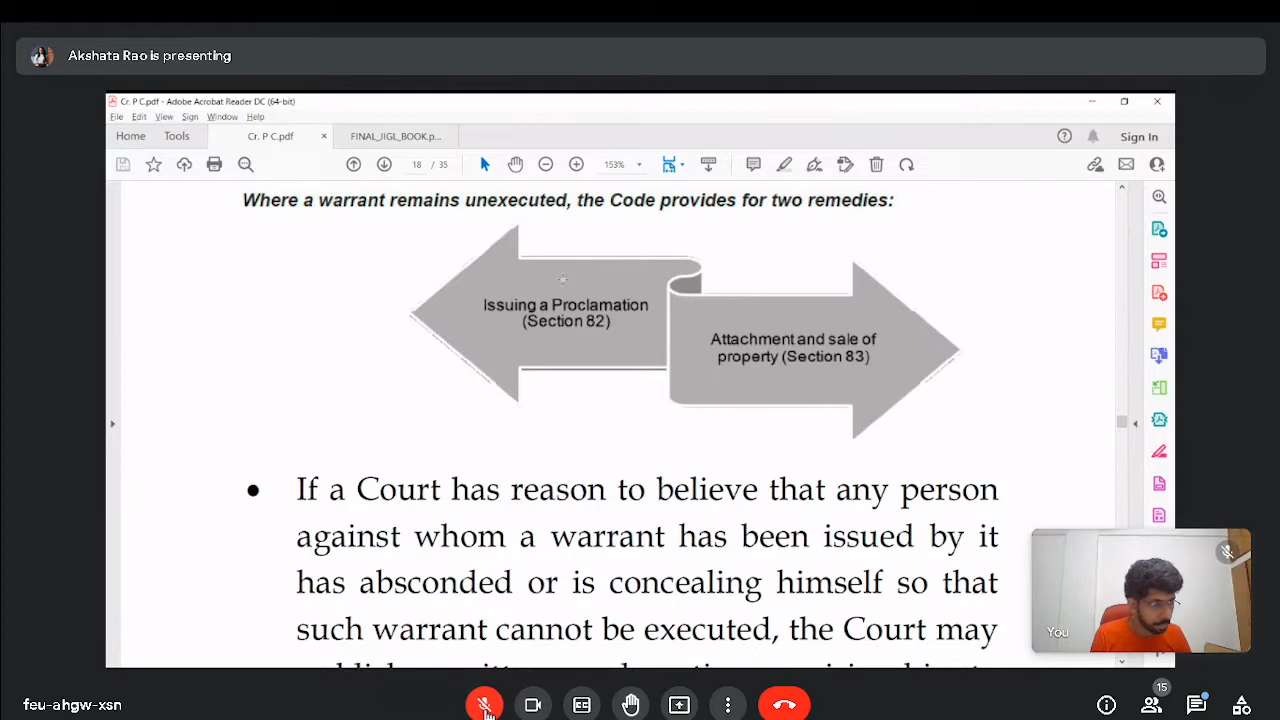 Akshata Rao is presenting
Cr. P C.pdf - Adobe Acrobat Reader DC (64-bit)
File Edit View Sign Window Help
Home Tools Cr. P C.pdf × FINAL_JIGL_BOOK.p... Sign In
18 / 35 153%
Where a warrant remains unexecuted, the Code provides for two remedies:
Issuing a Proclamation
(Section 82)
Attachment and sale of
property (Section 83)
• If a Court has reason to believe that any person
against whom a warrant has been issued by it
has absconded or is concealing himself so that
such warrant cannot be executed, the Court may
You
feu-ahgw-xsn
15